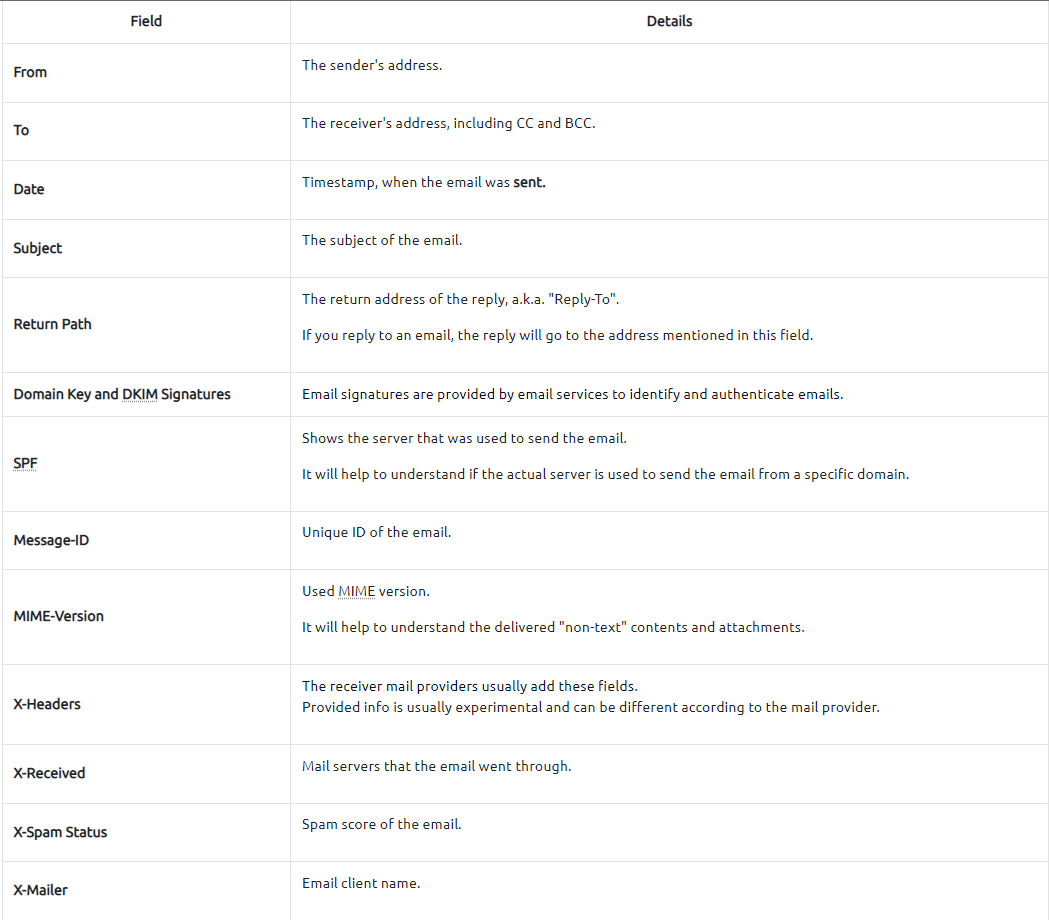 Field Details
From The sender's address.
To The receiver's address, including CC and BCC.
Date Timestamp, when the email was sent.
Subject The subject of the email.
Return Path
The return address of the reply, a.k.a. "Reply-To".
If you reply to an email, the reply will go to the address mentioned in this field.
Domain Key and DKIM Signatures Email signatures are provided by email services to identify and authenticate emails.
SPF
Shows the server that was used to send the email.
It will help to understand if the actual server is used to send the email from a specific domain.
Message-ID Unique ID of the email.
MIME-Version
Used MIME version.
It will help to understand the delivered "non-text" contents and attachments.
X-Headers
The receiver mail providers usually add these fields.
Provided info is usually experimental and can be different according to the mail provider.
X-Received Mail servers that the email went through.
X-Spam Status Spam score of the email.
X-Mailer Email client name.